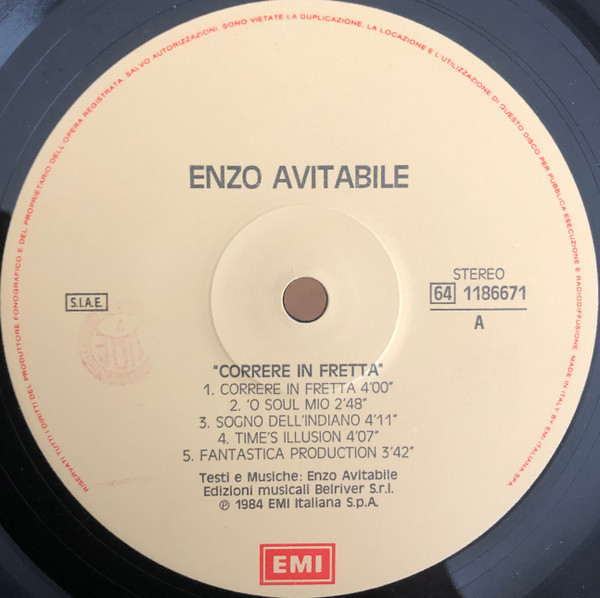 RISERVATI TUTTI I DIRITTI DEL PRODUTTORE FONOGRAFICO E DEL PROPRIETARIO DELL'OPERA REGISTRATA. SALVO AUTORIZZAZIONI, SONO VIETATE LA DUPLICAZIONE, LA LOCAZIONE E L'UTILIZZAZIONE DI QUESTO DISCO PER PUBBLICA ESECUZIONE E RADIODIFFUSIONE. MADE IN ITALY BY EMI ITALIANA SPA
ENZO AVITABILE
STEREO
S.I.A.E.
64 1186671
A
"CORRERE IN FRETTA"
1. CORRERE IN FRETTA 4'00"
2. 'O SOUL MIO 2'48"
3. SOGNO DELL'INDIANO 4'11"
4. TIME'S ILLUSION 4'07"
5. FANTASTICA PRODUCTION 3'42"
Testi e Musiche: Enzo Avitabile
Edizioni musicali Belriver S.r.l.
℗ 1984 EMI Italiana S.p.A.
EMI